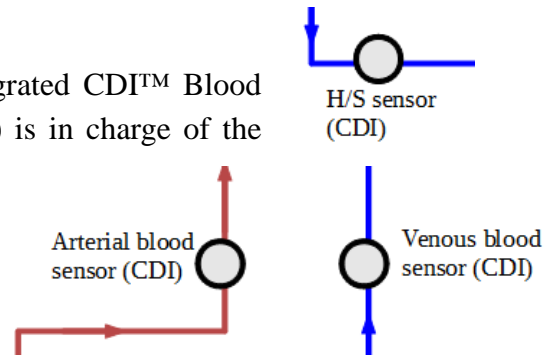 grated CDI™ Blood
) is in charge of the
H/S sensor
(CDI)
Arterial blood
sensor (CDI)
Venous blood
sensor (CDI)